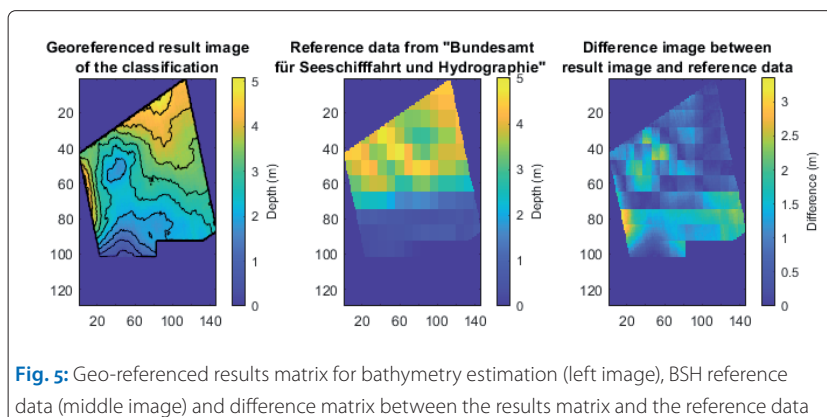 Georeferenced result image
of the classification
Reference data from "Bundesamt
für Seeschifffahrt und Hydrographie"
Difference image between
result image and reference data
20
40
60
80
100
120
20 60 100 140
5
4
3
2
1
0
Depth (m)
20
40
60
80
100
120
20 60 100 140
5
4
3
2
1
0
Depth (m)
20
40
60
80
100
120
20 60 100 140
3
2.5
2
1.5
1
0.5
0
Difference (m)
Fig. 5: Geo-referenced results matrix for bathymetry estimation (left image), BSH reference
data (middle image) and difference matrix between the results matrix and the reference data